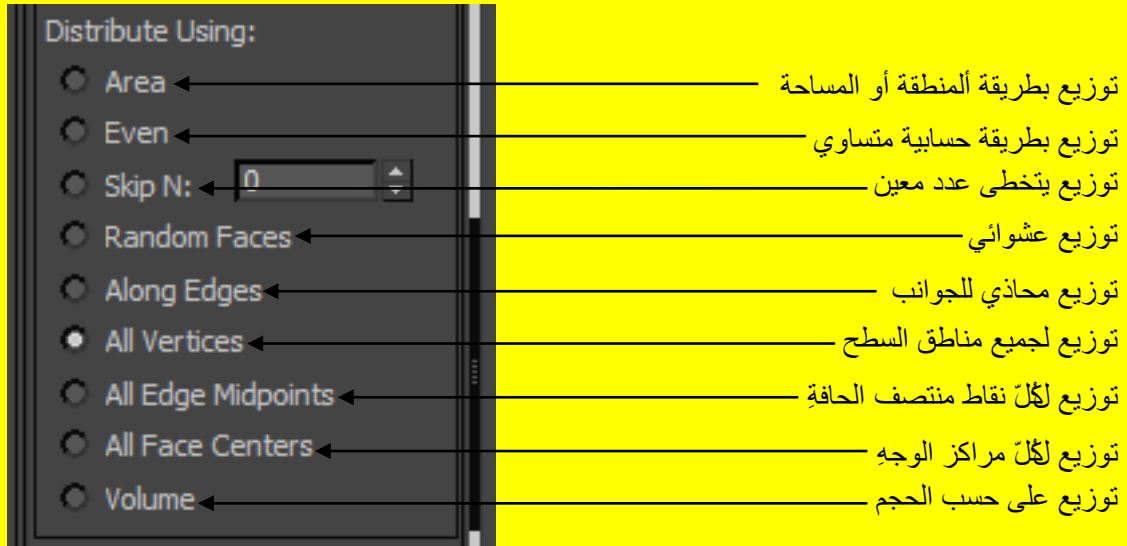 Distribute Using:
Area توزيع بطريقة ألمنطقة أو المساحة
Even توزيع بطريقة حسابية متساوي
Skip N: 0 توزيع يتخطى عدد معين
Random Faces توزيع عشوائي
Along Edges توزيع محاذي للجوانب
All Vertices توزيع لجميع مناطق السطح
All Edge Midpoints توزيع لكُلّ نقاط منتصف الحافةِ
All Face Centers توزيع لكُلّ مراكز الوجهِ
Volume توزيع على حسب الحجم